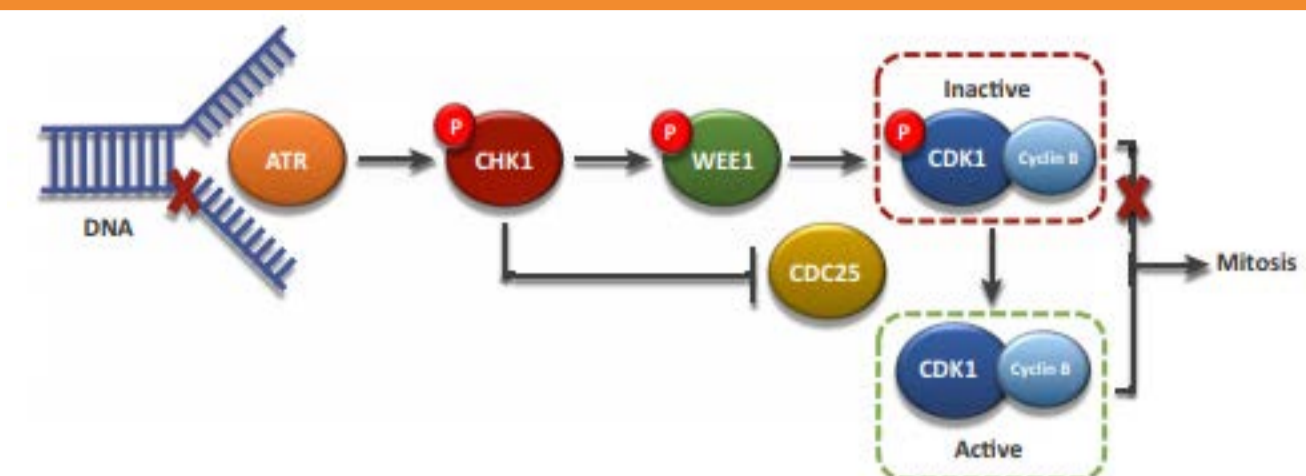 Inactive
P
P
P
ATR
CHK1
WEE1
CDK1
Cyclin B
DNA
CDC25
Mitosis
CDK1
Cyclin B
Active